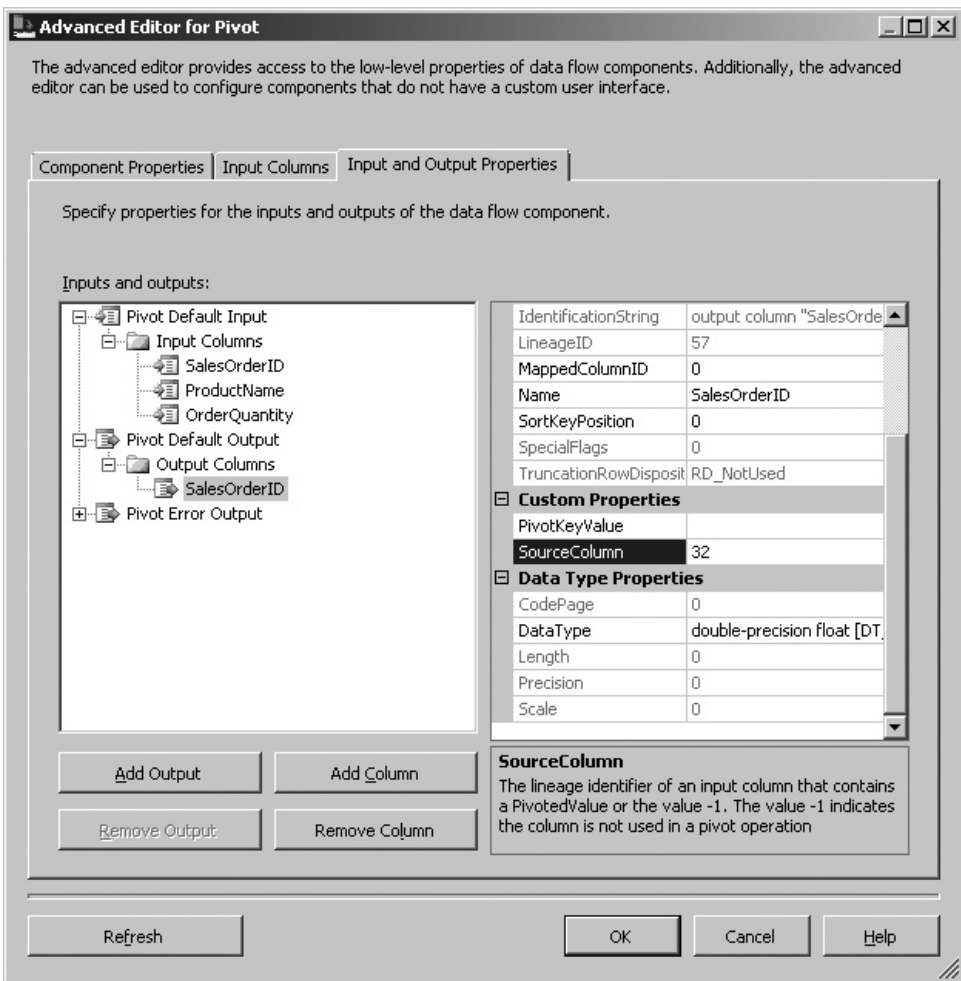 Advanced Editor for Pivot
The advanced editor provides access to the low-level properties of data flow components. Additionally, the advanced
editor can be used to configure components that do not have a custom user interface.
Component Properties
Input Columns
Input and Output Properties
Specify properties for the inputs and outputs of the data flow component.
Inputs and outputs:
Pivot Default Input
Input Columns
SalesOrderID
ProductName
OrderQuantity
Pivot Default Output
Output Columns
SalesOrderID
Pivot Error Output
IdentificationString output column "SalesOrde
LineageID 57
MappedColumnID 0
Name SalesOrderID
SortKeyPosition 0
SpecialFlags 0
TruncationRowDisposit RD_NotUsed
Custom Properties
PivotKeyValue
SourceColumn 32
Data Type Properties
CodePage 0
DataType double-precision float [DT_
Length 0
Precision 0
Scale 0
Add Output
Add Column
Remove Output
Remove Column
SourceColumn
The lineage identifier of an input column that contains
a PivotedValue or the value -1. The value -1 indicates
the column is not used in a pivot operation
Refresh
OK
Cancel
Help